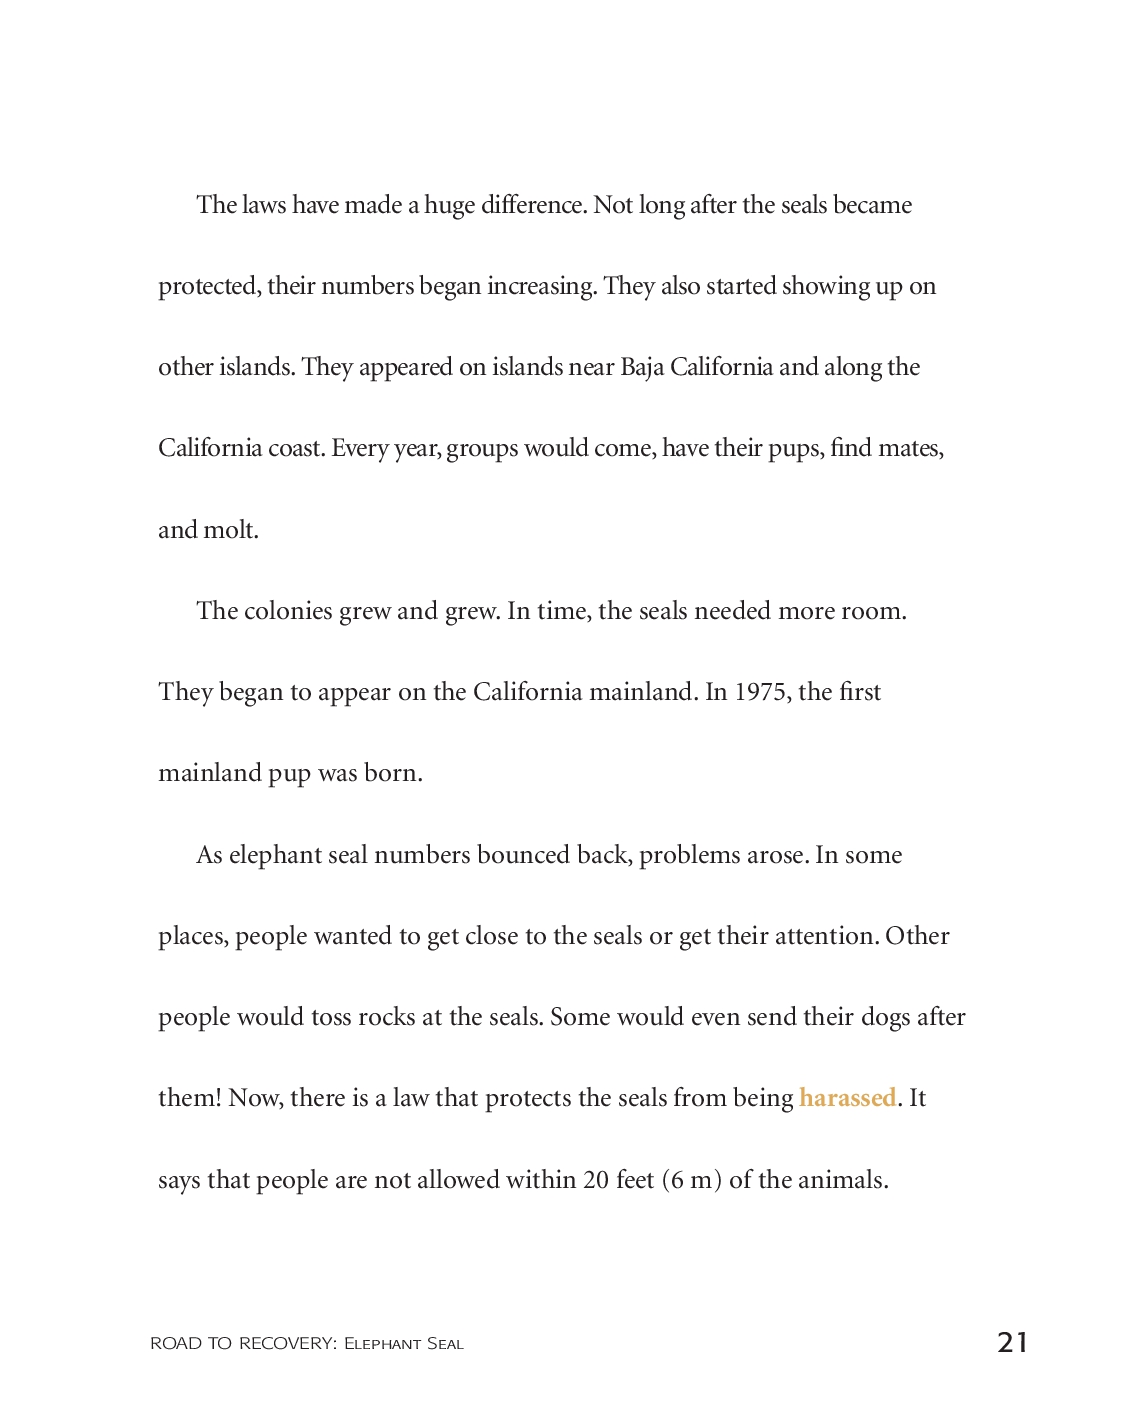 The laws have made a huge difference. Not long after the seals became
protected, their numbers began increasing. They also started showing up on
other islands. They appeared on islands near Baja California and along the
California coast. Every year, groups would come, have their pups, find mates,
and molt.
The colonies grew and grew. In time, the seals needed more room.
They began to appear on the California mainland. In 1975, the first
mainland pup was born.
As elephant seal numbers bounced back, problems arose. In some
places, people wanted to get close to the seals or get their attention. Other
people would toss rocks at the seals. Some would even send their dogs after
them! Now, there is a law that protects the seals from being harassed. It
says that people are not allowed within 20 feet (6 m) of the animals.
ROAD TO RECOVERY: ELEPHANT SEAL 21